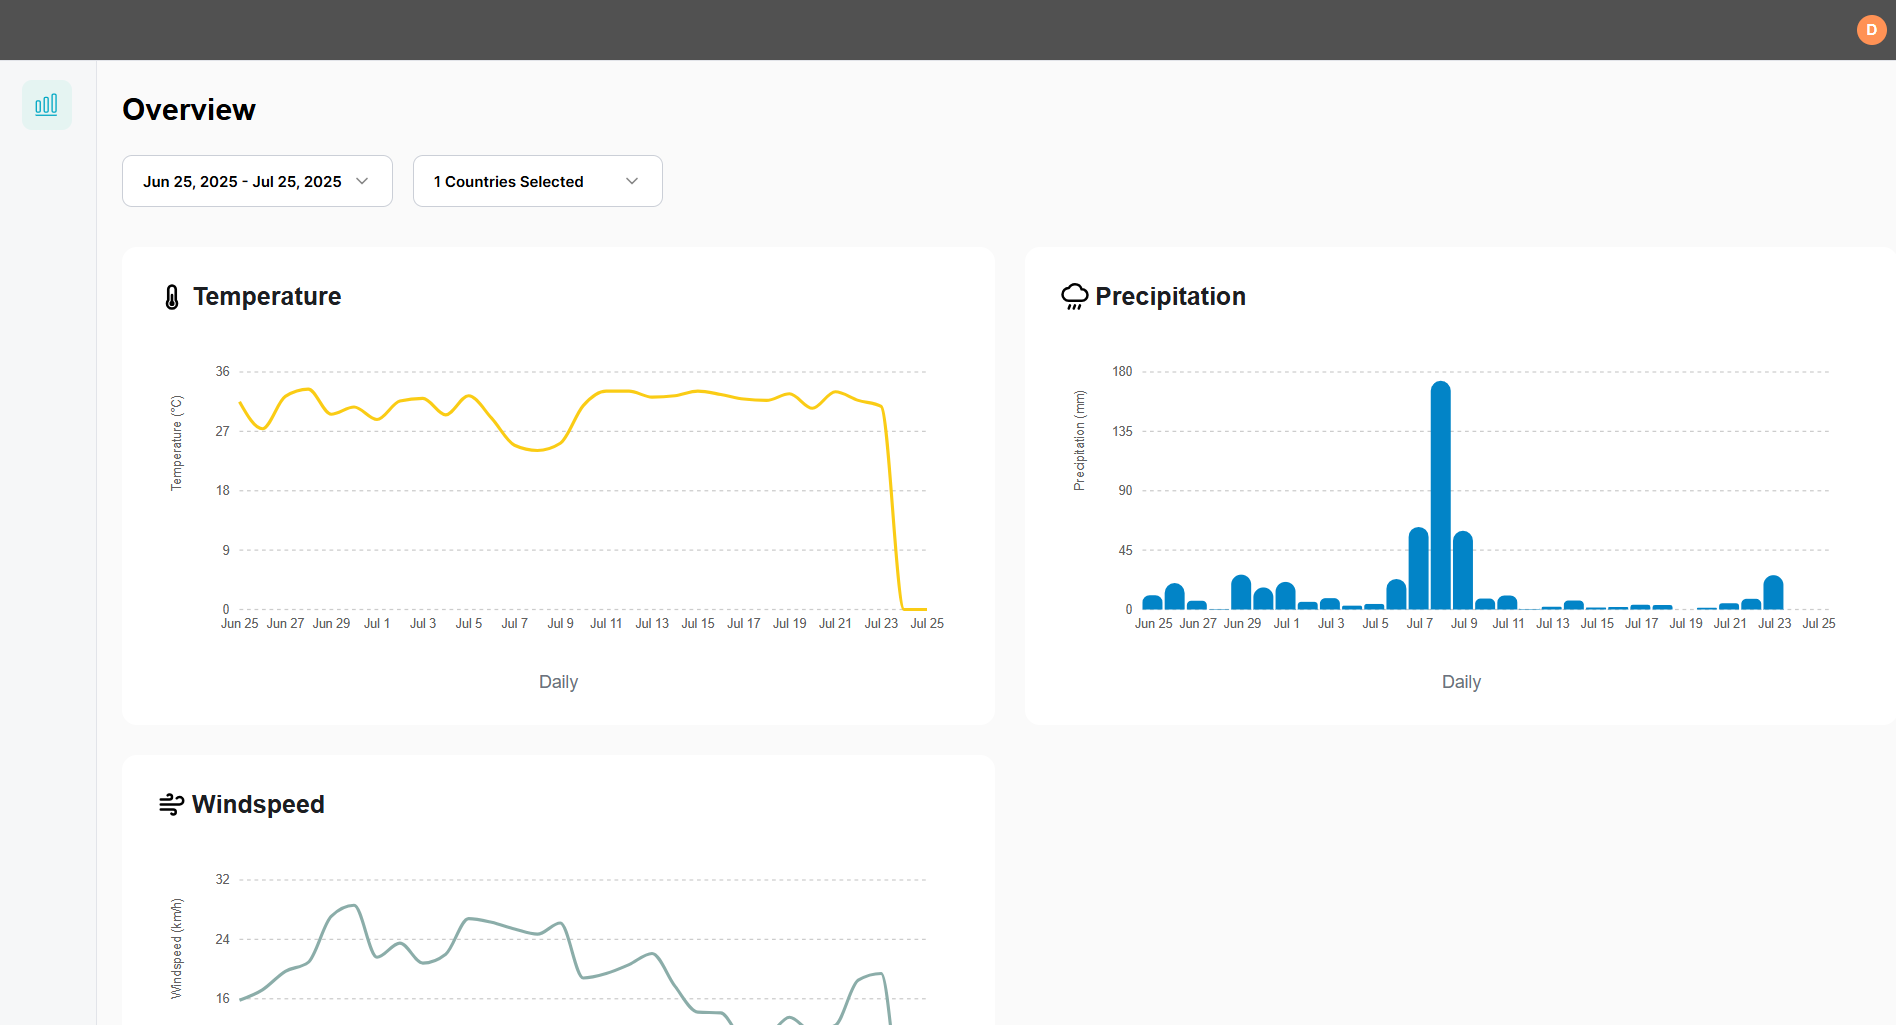 D
Overview
Jun 25, 2025 - Jul 25, 2025
1 Countries Selected
Temperature
36
27
18
9
0
Temperature (°C)
Jun 25 Jun 27 Jun 29 Jul 1 Jul 3 Jul 5 Jul 7 Jul 9 Jul 11 Jul 13 Jul 15 Jul 17 Jul 19 Jul 21 Jul 23 Jul 25
Daily
Precipitation
180
135
90
45
0
Precipitation (mm)
Jun 25 Jun 27 Jun 29 Jul 1 Jul 3 Jul 5 Jul 7 Jul 9 Jul 11 Jul 13 Jul 15 Jul 17 Jul 19 Jul 21 Jul 23 Jul 25
Daily
Windspeed
32
24
16
Windspeed (km/h)